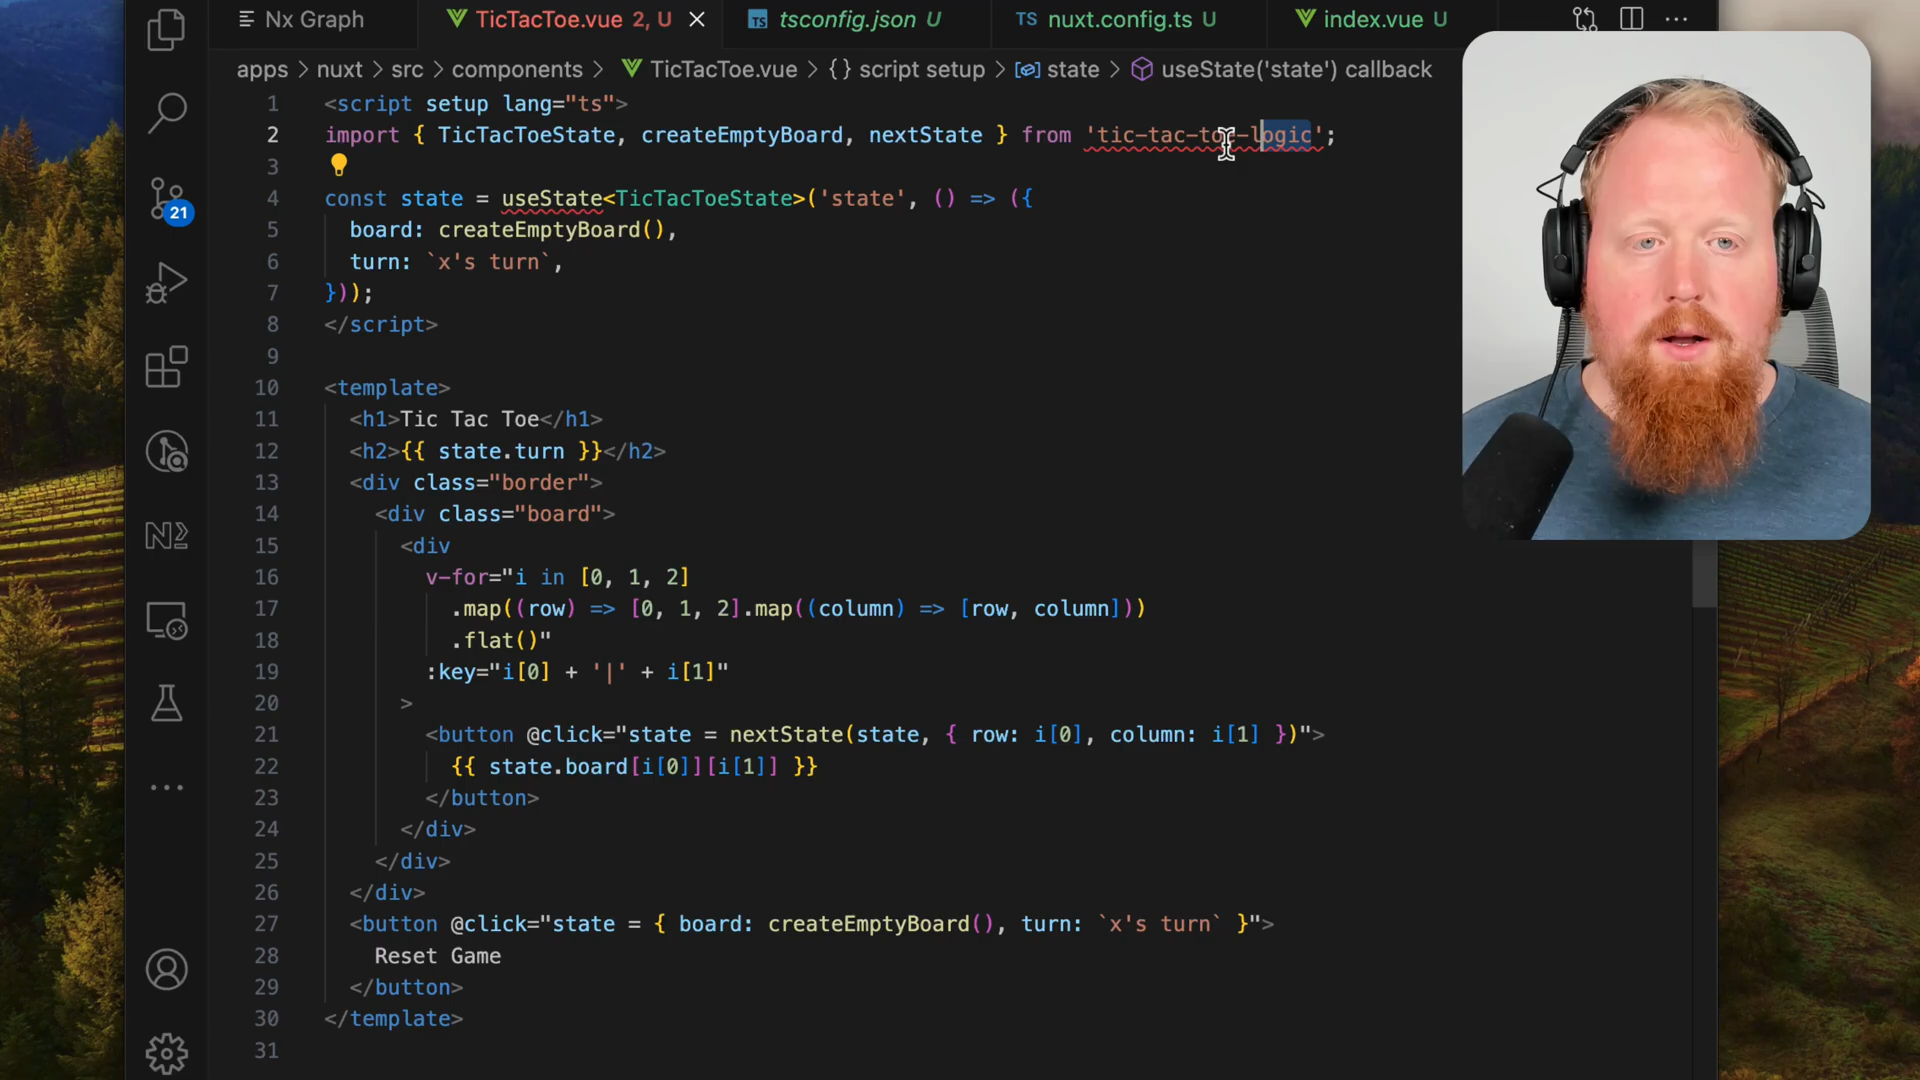 Nx Graph
TicTacToe.vue 2, U
TS tsconfig.json U
TS nuxt.config.ts U
index.vue U
apps > nuxt > src > components > TicTacToe.vue > {} script setup > state > useState('state') callback
1 <script setup lang="ts">
2 import { TicTacToeState, createEmptyBoard, nextState } from 'tic-tac-toe-logic';
3
4 const state = useState<TicTacToeState>('state', () => ({
5 board: createEmptyBoard(),
6 turn: `x's turn`,
7 }));
8 </script>
9
10 <template>
11 <h1>Tic Tac Toe</h1>
12 <h2>{{ state.turn }}</h2>
13 <div class="border">
14 <div class="board">
15 <div
16 v-for="i in [0, 1, 2]
17 .map((row) => [0, 1, 2].map((column) => [row, column]))
18 .flat()"
19 :key="i[0] + '|' + i[1]"
20 >
21 <button @click="state = nextState(state, { row: i[0], column: i[1] })">
22 {{ state.board[i[0]][i[1]] }}
23 </button>
24 </div>
25 </div>
26 </div>
27 <button @click="state = { board: createEmptyBoard(), turn: `x's turn` }">
28 Reset Game
29 </button>
30 </template>
31
21